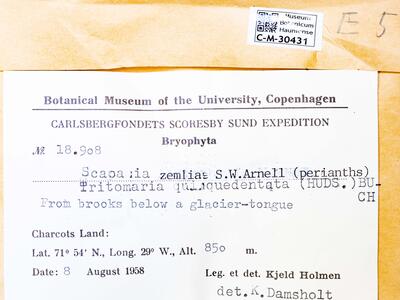 Museum
Botanicum
Hauniense
C-M-30431
E 5
Botanical Museum of the University, Copenhagen
CARLSBERGFONDETS SCORESBY SUND EXPEDITION
Bryophyta
№ 18.908
Scapania zemliae S.W.Arnell (perianths)
Tritomaria quinquedentata (HUDS.)BU-
CH
From brooks below a glacier-tongue
Charcots Land:
Lat. 71° 54' N., Long. 29° W., Alt. 850 m.
Date: 8 August 1958
Leg. et det. Kjeld Holmen
det.K.Damsholt